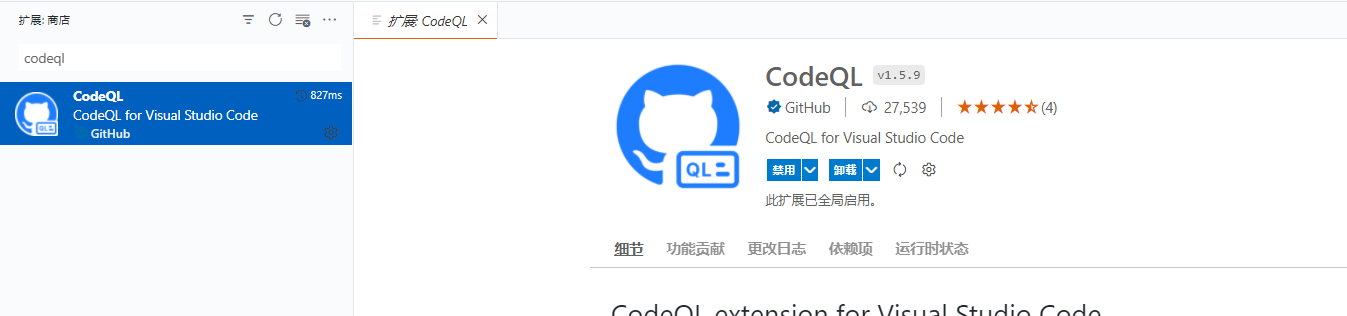 扩展: 商店
codeql
CodeQL
827ms
CodeQL for Visual Studio Code
GitHub
扩展: CodeQL
QL
CodeQL v1.5.9
GitHub 27,539 (4)
CodeQL for Visual Studio Code
禁用 卸载
此扩展已全局启用。
细节 功能贡献 更改日志 依赖项 运行时状态
CodeQL extension for Visual Studio Code